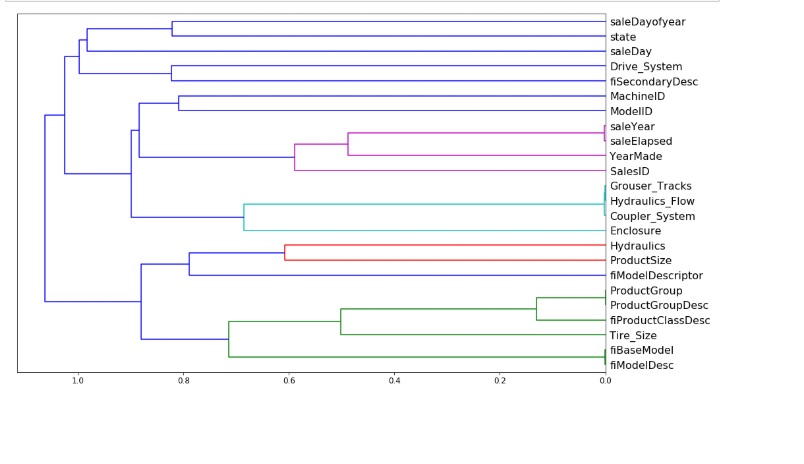 saleDayofyear
state
saleDay
Drive_System
fiSecondaryDesc
MachineID
ModelID
saleYear
saleElapsed
YearMade
SalesID
Grouser_Tracks
Hydraulics_Flow
Coupler_System
Enclosure
Hydraulics
ProductSize
fiModelDescriptor
ProductGroup
ProductGroupDesc
fiProductClassDesc
Tire_Size
fiBaseModel
fiModelDesc
1.0 0.8 0.6 0.4 0.2 0.0